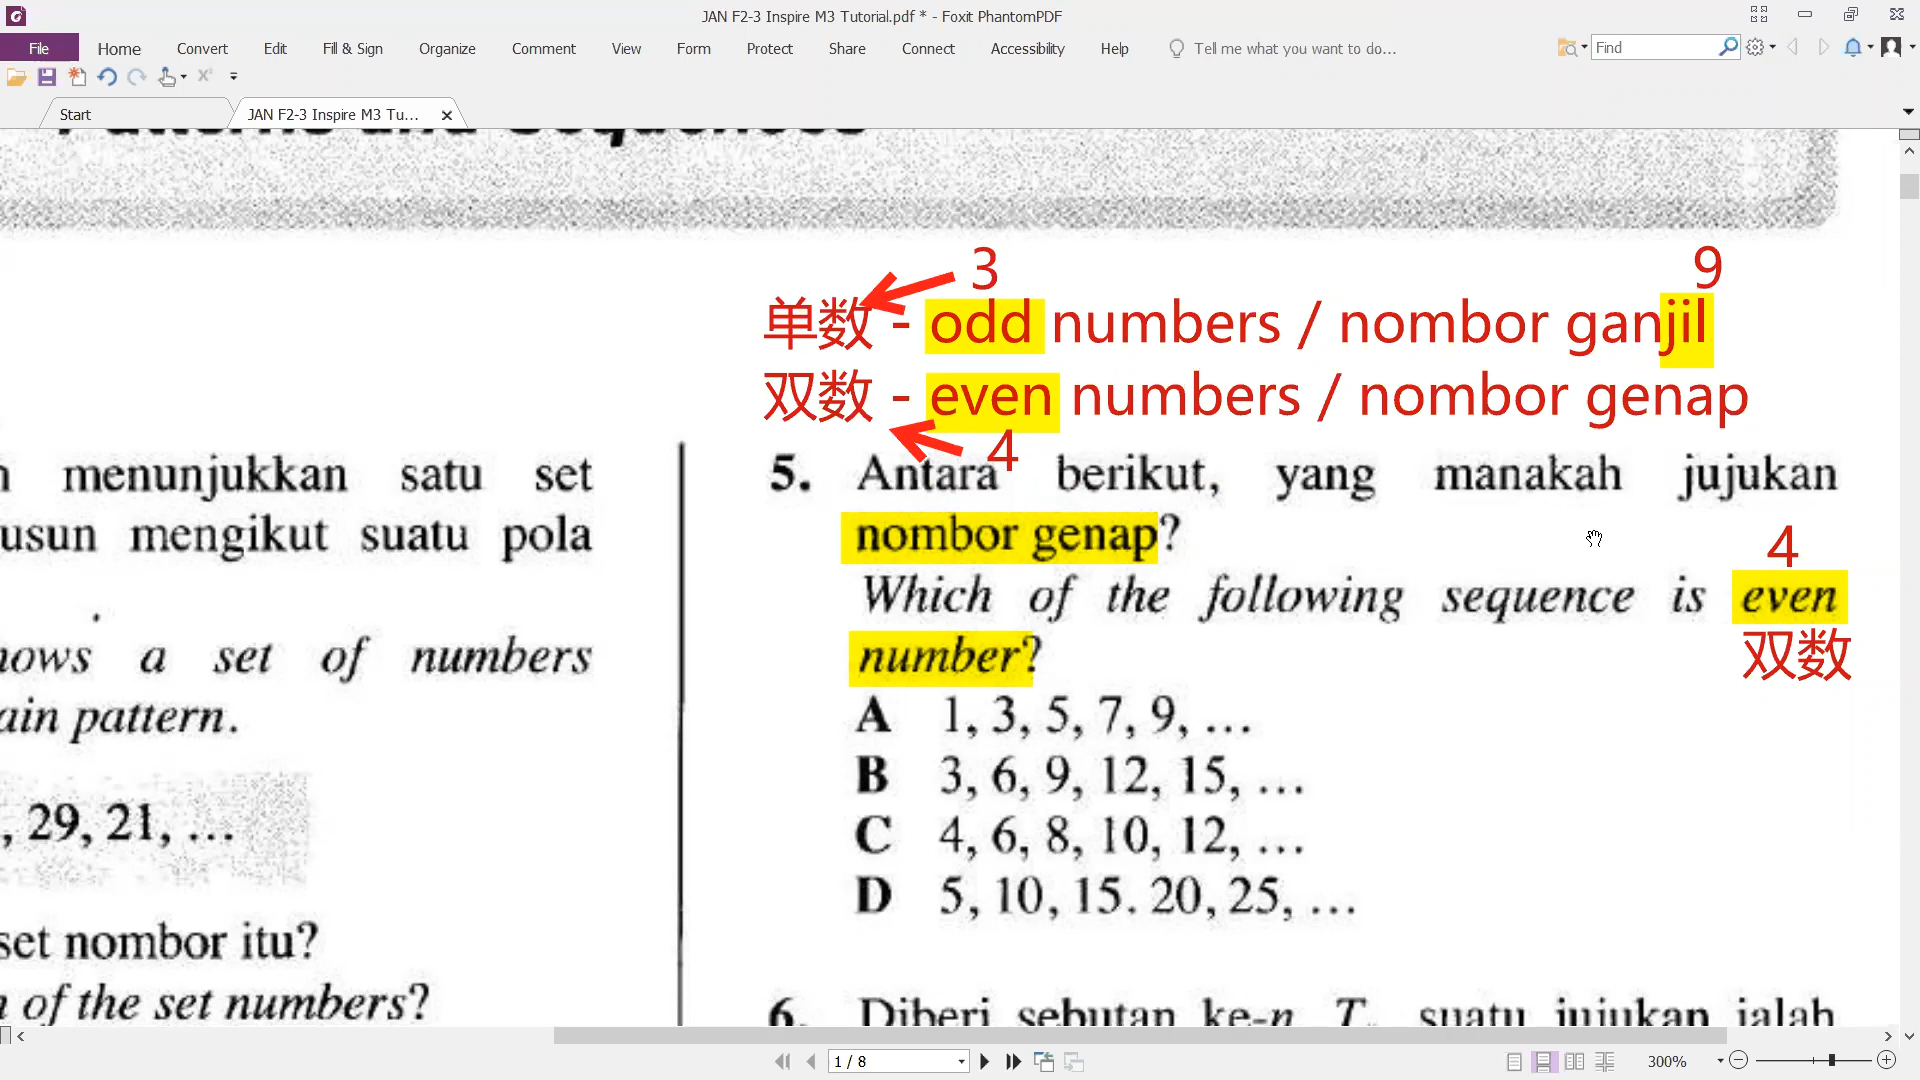 JAN F2-3 Inspire M3 Tutorial.pdf * - Foxit PhantomPDF
File Home Convert Edit Fill & Sign Organize Comment View Form Protect Share Connect Accessibility Help Tell me what you want to do... Find
Start JAN F2-3 Inspire M3 Tu...
3 9
单数 - odd numbers / nombor ganjil
双数 - even numbers / nombor genap
4
menunjukkan satu set
usun mengikut suatu pola
ows a set of numbers
ain pattern.
, 29, 21, ...
set nombor itu?
of the set numbers?
5. Antara berikut, yang manakah jujukan
nombor genap?
4
Which of the following sequence is even
number?
双数
A 1, 3, 5, 7, 9, ...
B 3, 6, 9, 12, 15, ...
C 4, 6, 8, 10, 12, ...
D 5, 10, 15. 20, 25, ...
6. Diberi sebutan ke-n, T, suatu jujukan ialah
1 / 8 300%